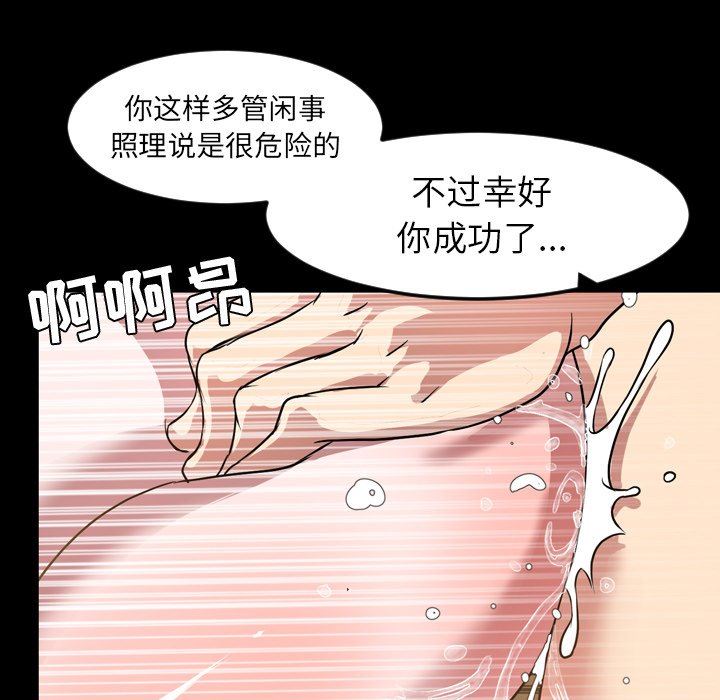 你这样多管闲事
照理说是很危险的
不过幸好
你成功了...
啊啊昂